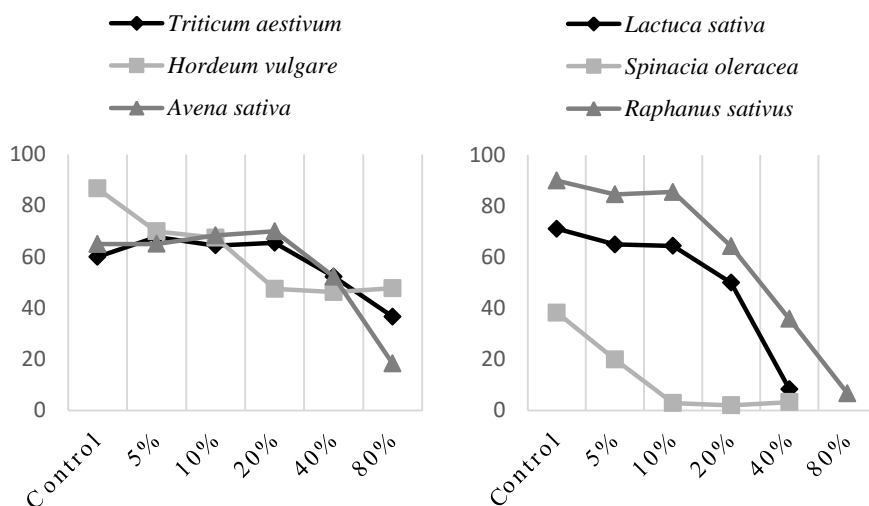 Triticum aestivum
Hordeum vulgare
Avena sativa
100
80
60
40
20
0
Control
5%
10%
20%
40%
80%
Lactuca sativa
Spinacia oleracea
Raphanus sativus
100
80
60
40
20
0
Control
5%
10%
20%
40%
80%